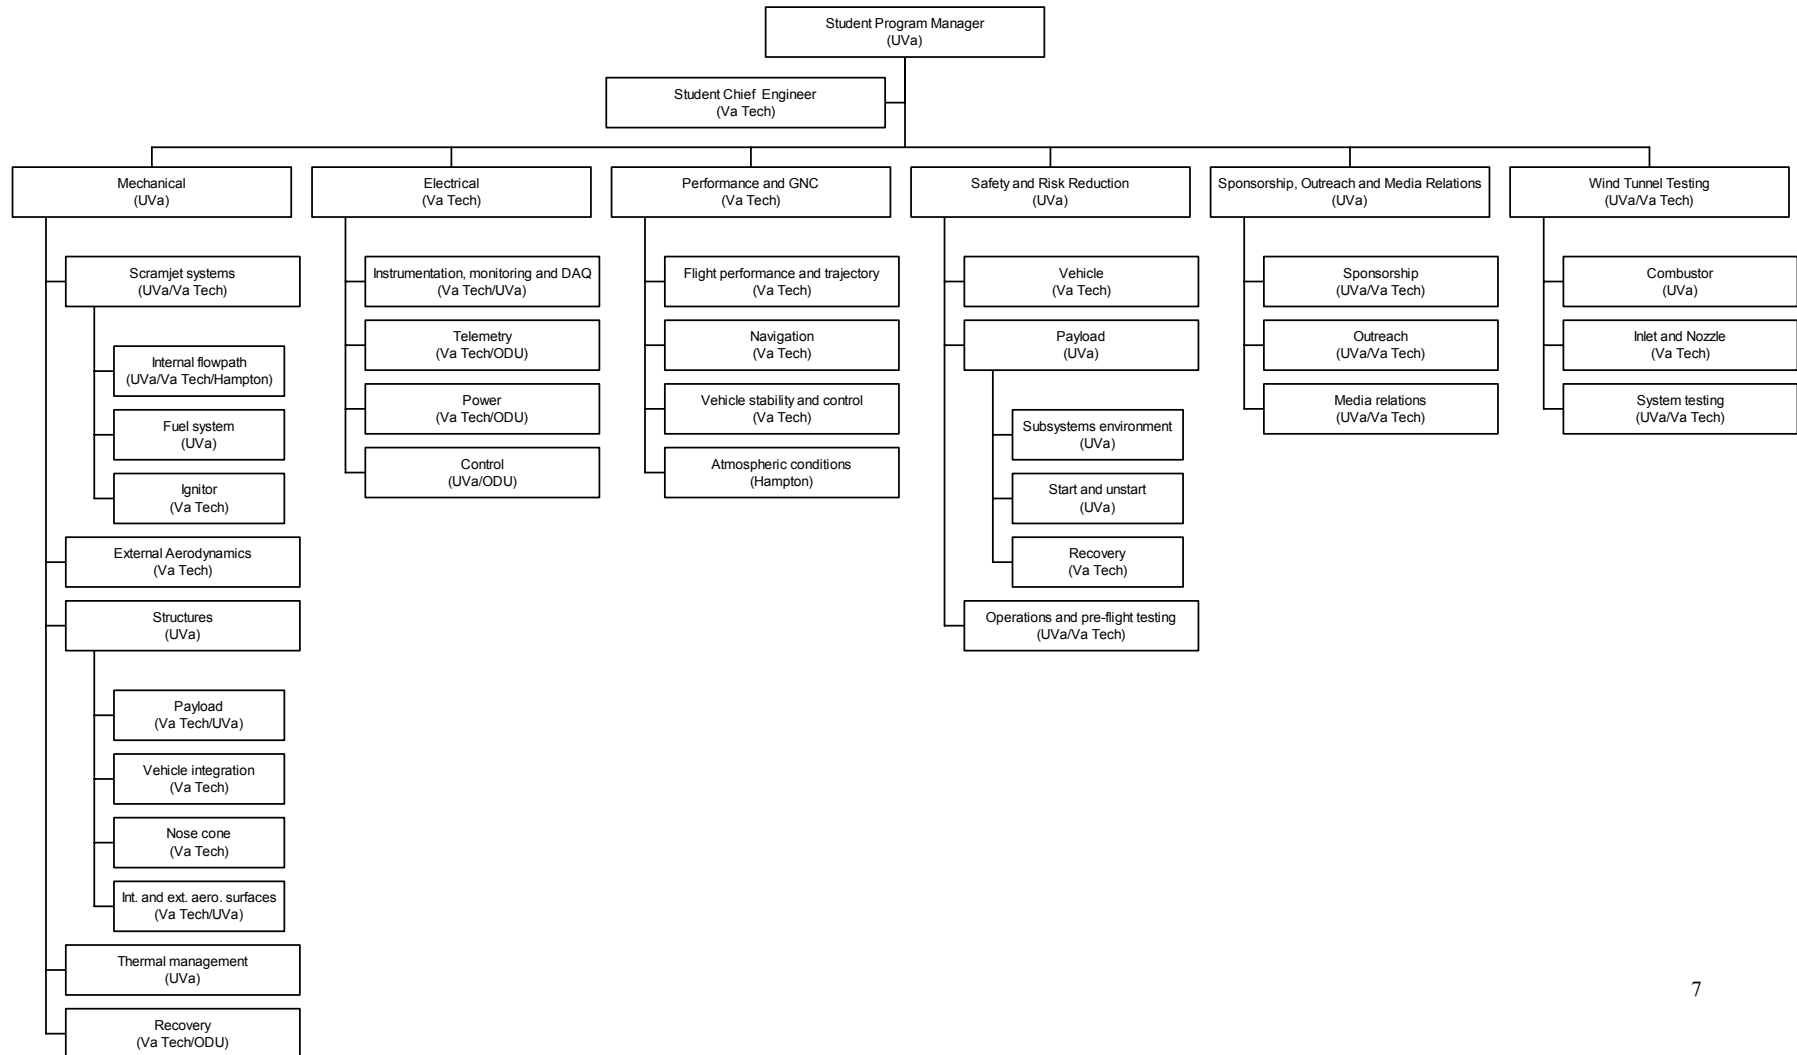 Student Program Manager
(UVa)
Student Chief Engineer
(Va Tech)
Mechanical
(UVa)
Scramjet systems
(UVa/Va Tech)
Internal flowpath
(UVa/Va Tech/Hampton)
Fuel system
(UVa)
Ignitor
(Va Tech)
External Aerodynamics
(Va Tech)
Structures
(UVa)
Payload
(Va Tech/UVa)
Vehicle integration
(Va Tech)
Nose cone
(Va Tech)
Int. and ext. aero. surfaces
(Va Tech/UVa)
Thermal management
(UVa)
Recovery
(Va Tech/ODU)
Electrical
(Va Tech)
Instrumentation, monitoring and DAQ
(Va Tech/UVa)
Telemetry
(Va Tech/ODU)
Power
(Va Tech/ODU)
Control
(UVa/ODU)
Performance and GNC
(Va Tech)
Flight performance and trajectory
(Va Tech)
Navigation
(Va Tech)
Vehicle stability and control
(Va Tech)
Atmospheric conditions
(Hampton)
Safety and Risk Reduction
(UVa)
Vehicle
(Va Tech)
Payload
(UVa)
Subsystems environment
(UVa)
Start and unstart
(UVa)
Recovery
(Va Tech)
Operations and pre-flight testing
(UVa/Va Tech)
Sponsorship, Outreach and Media Relations
(UVa)
Sponsorship
(UVa/Va Tech)
Outreach
(UVa/Va Tech)
Media relations
(UVa/Va Tech)
Wind Tunnel Testing
(UVa/Va Tech)
Combustor
(UVa)
Inlet and Nozzle
(Va Tech)
System testing
(UVa/Va Tech)
7